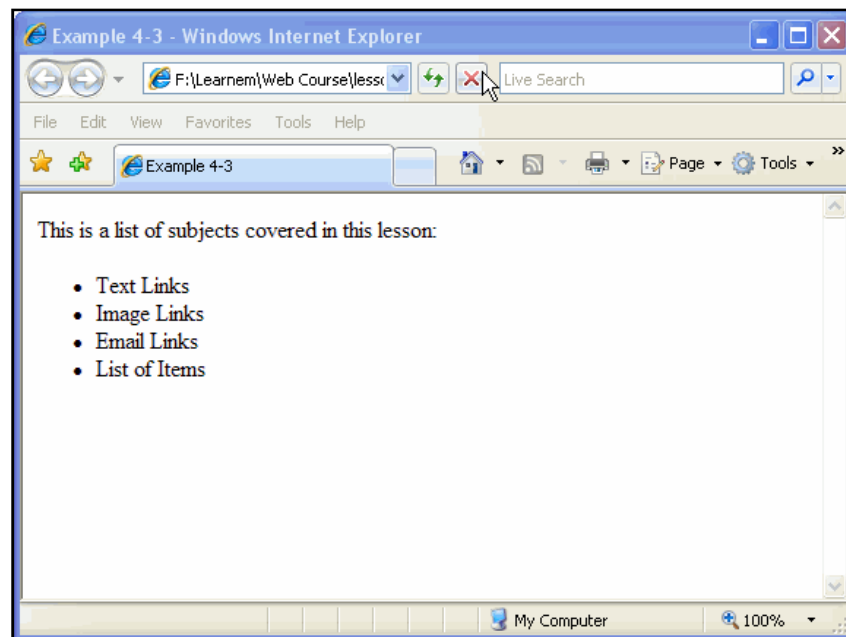 Example 4-3 - Windows Internet Explorer
F:\Learnem\Web Course\less
Live Search
File Edit View Favorites Tools Help
Example 4-3
Page Tools »
This is a list of subjects covered in this lesson:
• Text Links
• Image Links
• Email Links
• List of Items
My Computer 100%